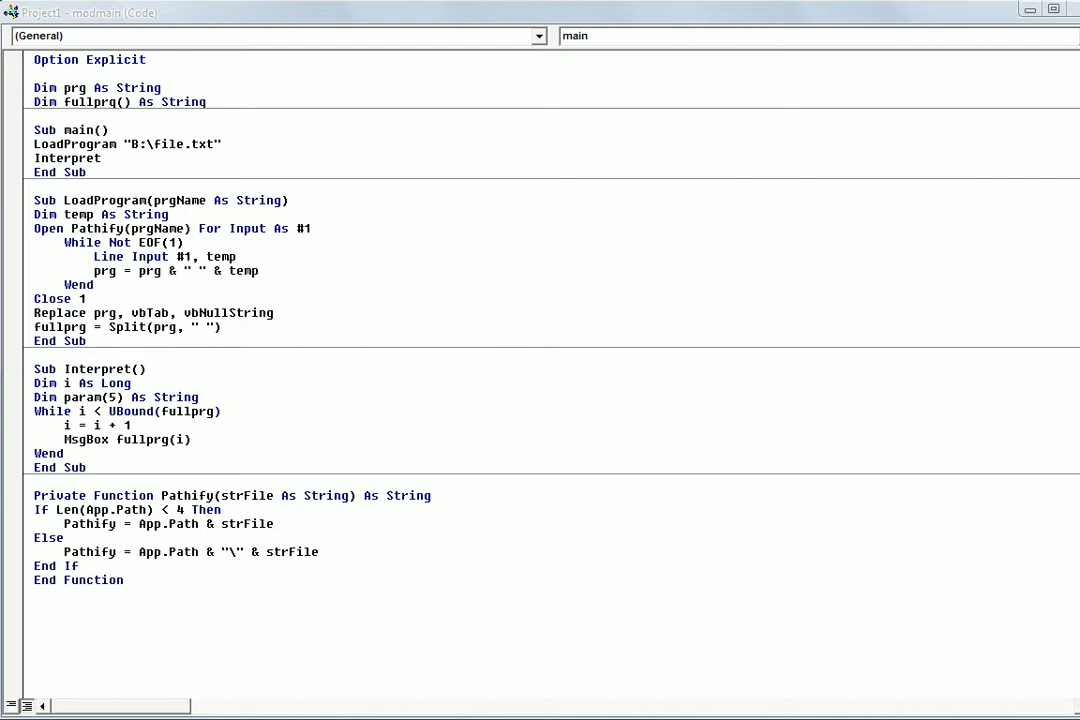 Project1 - modmain (Code)
(General)
main
Option Explicit
Dim prg As String
Dim fullprg() As String
Sub main()
LoadProgram "B:\file.txt"
Interpret
End Sub
Sub LoadProgram(prgName As String)
Dim temp As String
Open Pathify(prgName) For Input As #1
While Not EOF(1)
Line Input #1, temp
prg = prg & " " & temp
Wend
Close 1
Replace prg, vbTab, vbNullString
fullprg = Split(prg, " ")
End Sub
Sub Interpret()
Dim i As Long
Dim param(5) As String
While i < UBound(fullprg)
i = i + 1
MsgBox fullprg(i)
Wend
End Sub
Private Function Pathify(strFile As String) As String
If Len(App.Path) < 4 Then
Pathify = App.Path & strFile
Else
Pathify = App.Path & "\" & strFile
End If
End Function